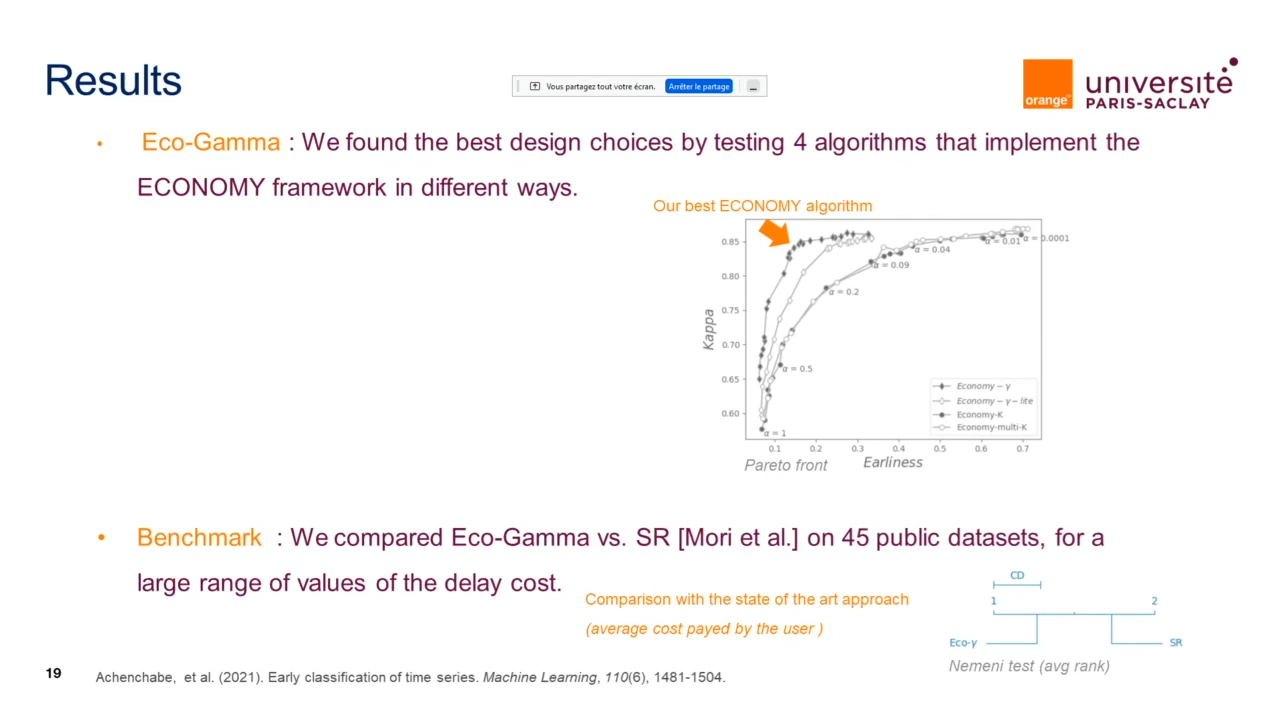 Results
Vous partagez tout votre écran. Arrêter le partage
orange™
université
PARIS-SACLAY
• Eco-Gamma : We found the best design choices by testing 4 algorithms that implement the
ECONOMY framework in different ways.
Our best ECONOMY algorithm
0.85
0.80
0.75
0.70
0.65
0.60
Kappa
α = 0.0001
α = 0.01
α = 0.04
α = 0.09
α = 0.2
α = 0.5
α = 1
Economy − γ
Economy − γ − lite
Economy-K
Economy-multi-K
0.1 0.2 0.3 0.4 0.5 0.6 0.7
Pareto front Earliness
• Benchmark : We compared Eco-Gamma vs. SR [Mori et al.] on 45 public datasets, for a
large range of values of the delay cost.
Comparison with the state of the art approach
(average cost payed by the user )
CD
1 2
Eco-γ SR
Nemeni test (avg rank)
19
Achenchabe, et al. (2021). Early classification of time series. Machine Learning, 110(6), 1481-1504.